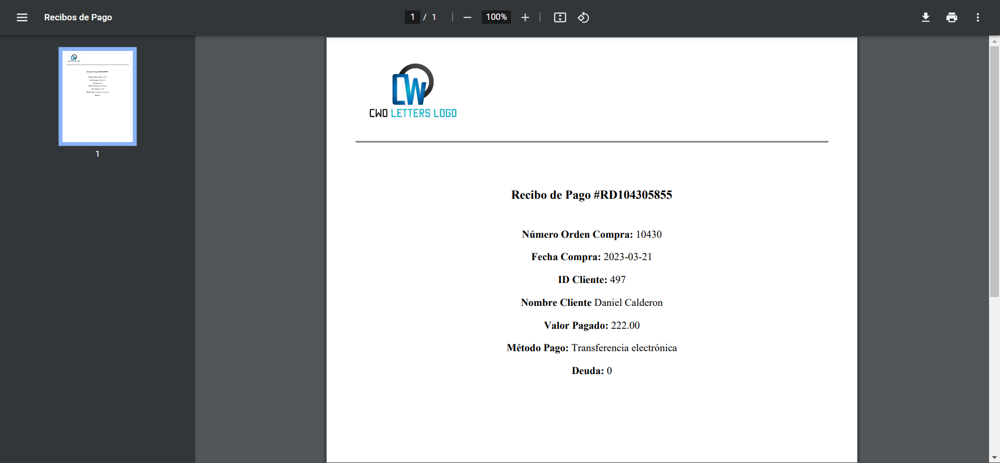 Recibos de Pago
1 / 1
100%
1
CWO LETTERS LOGO
Recibo de Pago #RD104305855
Número Orden Compra: 10430
Fecha Compra: 2023-03-21
ID Cliente: 497
Nombre Cliente Daniel Calderon
Valor Pagado: 222.00
Método Pago: Transferencia electrónica
Deuda: 0